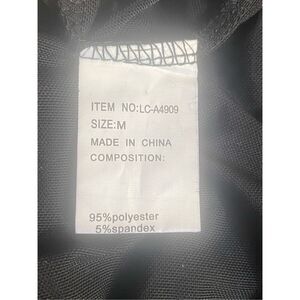 ITEM NO:LC-A4909
SIZE:M
MADE IN CHINA
COMPOSITION:
95%polyester
5%spandex